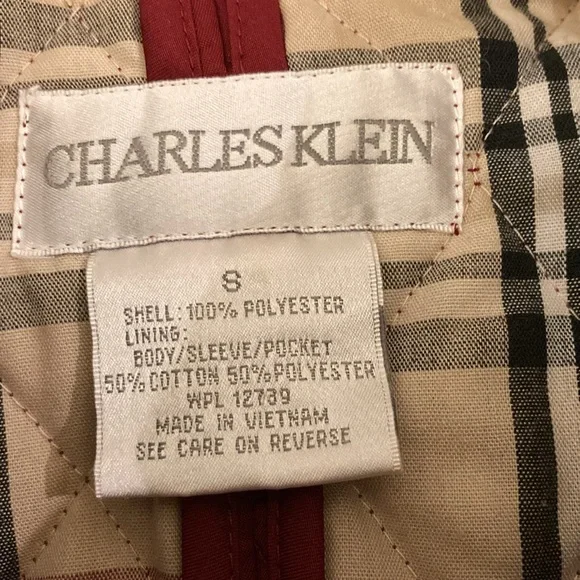 CHARLES KLEIN
S
SHELL: 100% POLYESTER
LINING:
BODY/SLEEVE/POCKET
50% COTTON 50% POLYESTER
WPL 12739
MADE IN VIETNAM
SEE CARE ON REVERSE